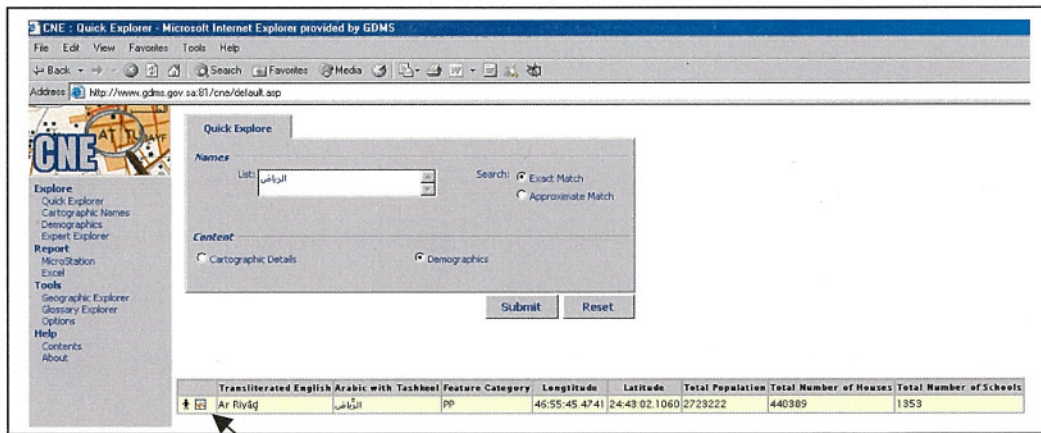 CNE : Quick Explorer - Microsoft Internet Explorer provided by GDMS
File Edit View Favorites Tools Help
Back Search Favorites Media
Address http://www.gdms.gov.sa:81/cne/default.asp
AT TU AYF
CNE
Explore
Quick Explorer
Cartographic Names
Demographics
Expert Explorer
Report
MicroStation
Excel
Tools
Geographic Explorer
Glossary Explorer
Options
Help
Contents
About
Quick Explore
Names
List: الرياض
Search: Exact Match
Approximate Match
Content
Cartographic Details Demographics
Submit Reset
Transliterated English Arabic with Tashkeel Feature Category Longtitude Latitude Total Population Total Number of Houses Total Number of Schools
Ar Riyāḑ الرِّيَاض PP 46:55:45.4741 24:43:02.1060 2723222 440389 1353